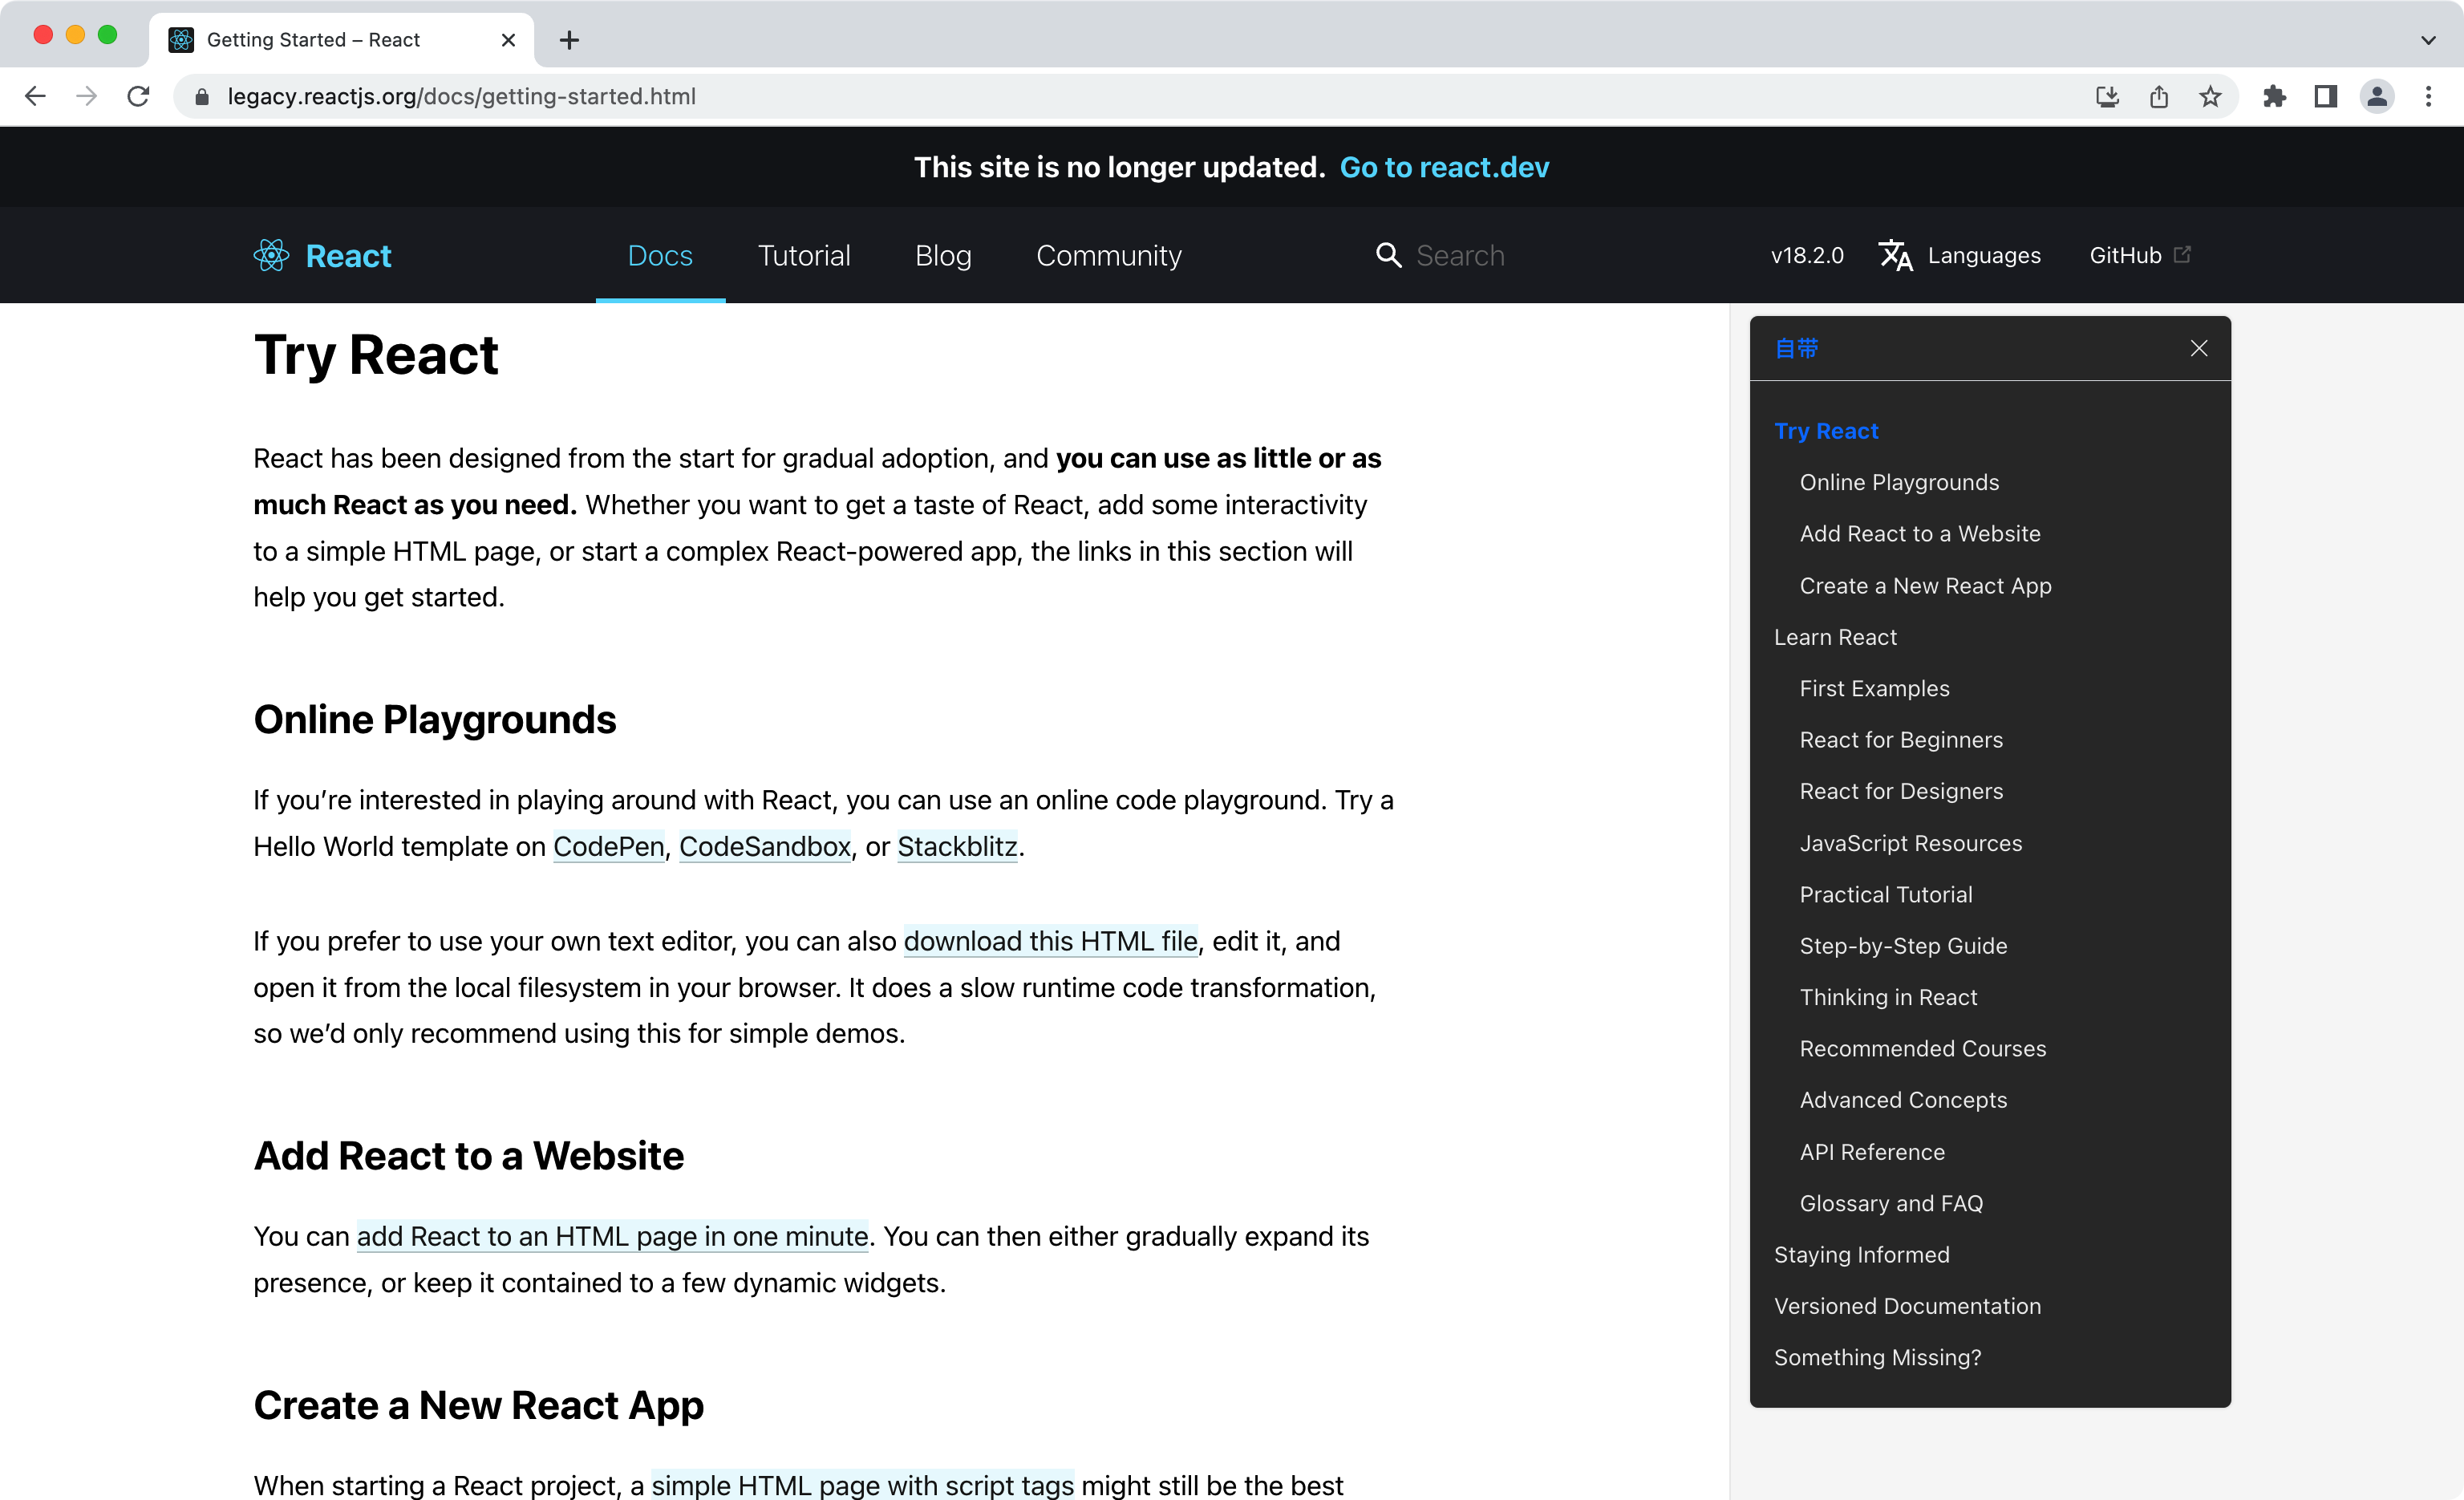 Getting Started – React
legacy.reactjs.org/docs/getting-started.html
This site is no longer updated. Go to react.dev
React
Docs
Tutorial
Blog
Community
Search
v18.2.0
Languages
GitHub
Try React
React has been designed from the start for gradual adoption, and you can use as little or as
much React as you need. Whether you want to get a taste of React, add some interactivity
to a simple HTML page, or start a complex React-powered app, the links in this section will
help you get started.
Online Playgrounds
If you’re interested in playing around with React, you can use an online code playground. Try a
Hello World template on CodePen, CodeSandbox, or Stackblitz.
If you prefer to use your own text editor, you can also download this HTML file, edit it, and
open it from the local filesystem in your browser. It does a slow runtime code transformation,
so we’d only recommend using this for simple demos.
Add React to a Website
You can add React to an HTML page in one minute. You can then either gradually expand its
presence, or keep it contained to a few dynamic widgets.
Create a New React App
When starting a React project, a simple HTML page with script tags might still be the best
自带
Try React
Online Playgrounds
Add React to a Website
Create a New React App
Learn React
First Examples
React for Beginners
React for Designers
JavaScript Resources
Practical Tutorial
Step-by-Step Guide
Thinking in React
Recommended Courses
Advanced Concepts
API Reference
Glossary and FAQ
Staying Informed
Versioned Documentation
Something Missing?